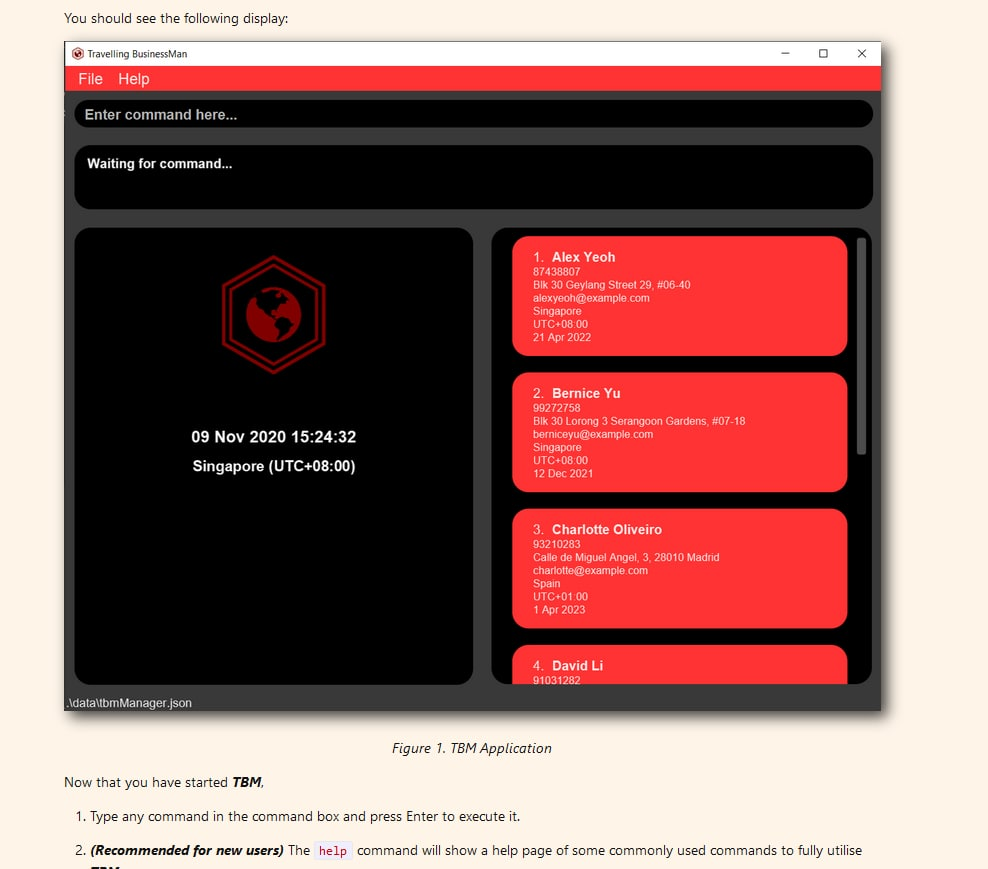 You should see the following display:
Travelling BusinessMan
File Help
Enter command here...
Waiting for command...
09 Nov 2020 15:24:32
Singapore (UTC+08:00)
1. Alex Yeoh
87438807
Blk 30 Geylang Street 29, #06-40
alexyeoh@example.com
Singapore
UTC+08:00
21 Apr 2022
2. Bernice Yu
99272758
Blk 30 Lorong 3 Serangoon Gardens, #07-18
berniceyu@example.com
Singapore
UTC+08:00
12 Dec 2021
3. Charlotte Oliveiro
93210283
Calle de Miguel Angel, 3, 28010 Madrid
charlotte@example.com
Spain
UTC+01:00
1 Apr 2023
4. David Li
91031282
.\data\tbmManager.json
Figure 1. TBM Application
Now that you have started TBM,
1. Type any command in the command box and press Enter to execute it.
2. (Recommended for new users) The help command will show a help page of some commonly used commands to fully utilise